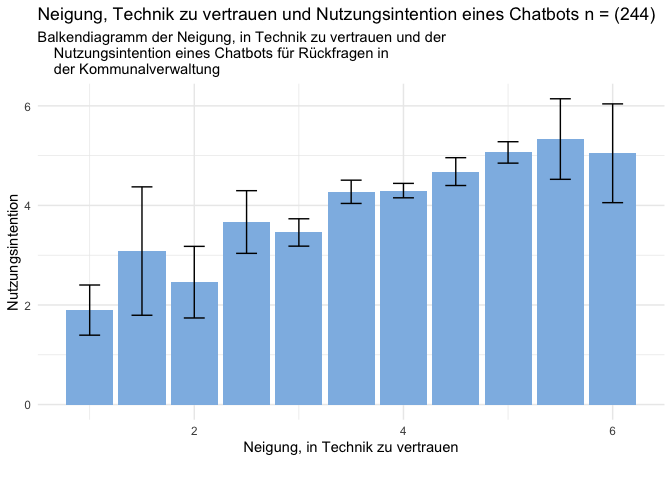 Neigung, Technik zu vertrauen und Nutzungsintention eines Chatbots n = (244)
Balkendiagramm der Neigung, in Technik zu vertrauen und der
Nutzungsintention eines Chatbots für Rückfragen in
der Kommunalverwaltung
Nutzungsintention
6
4
2
0
2 4 6
Neigung, in Technik zu vertrauen